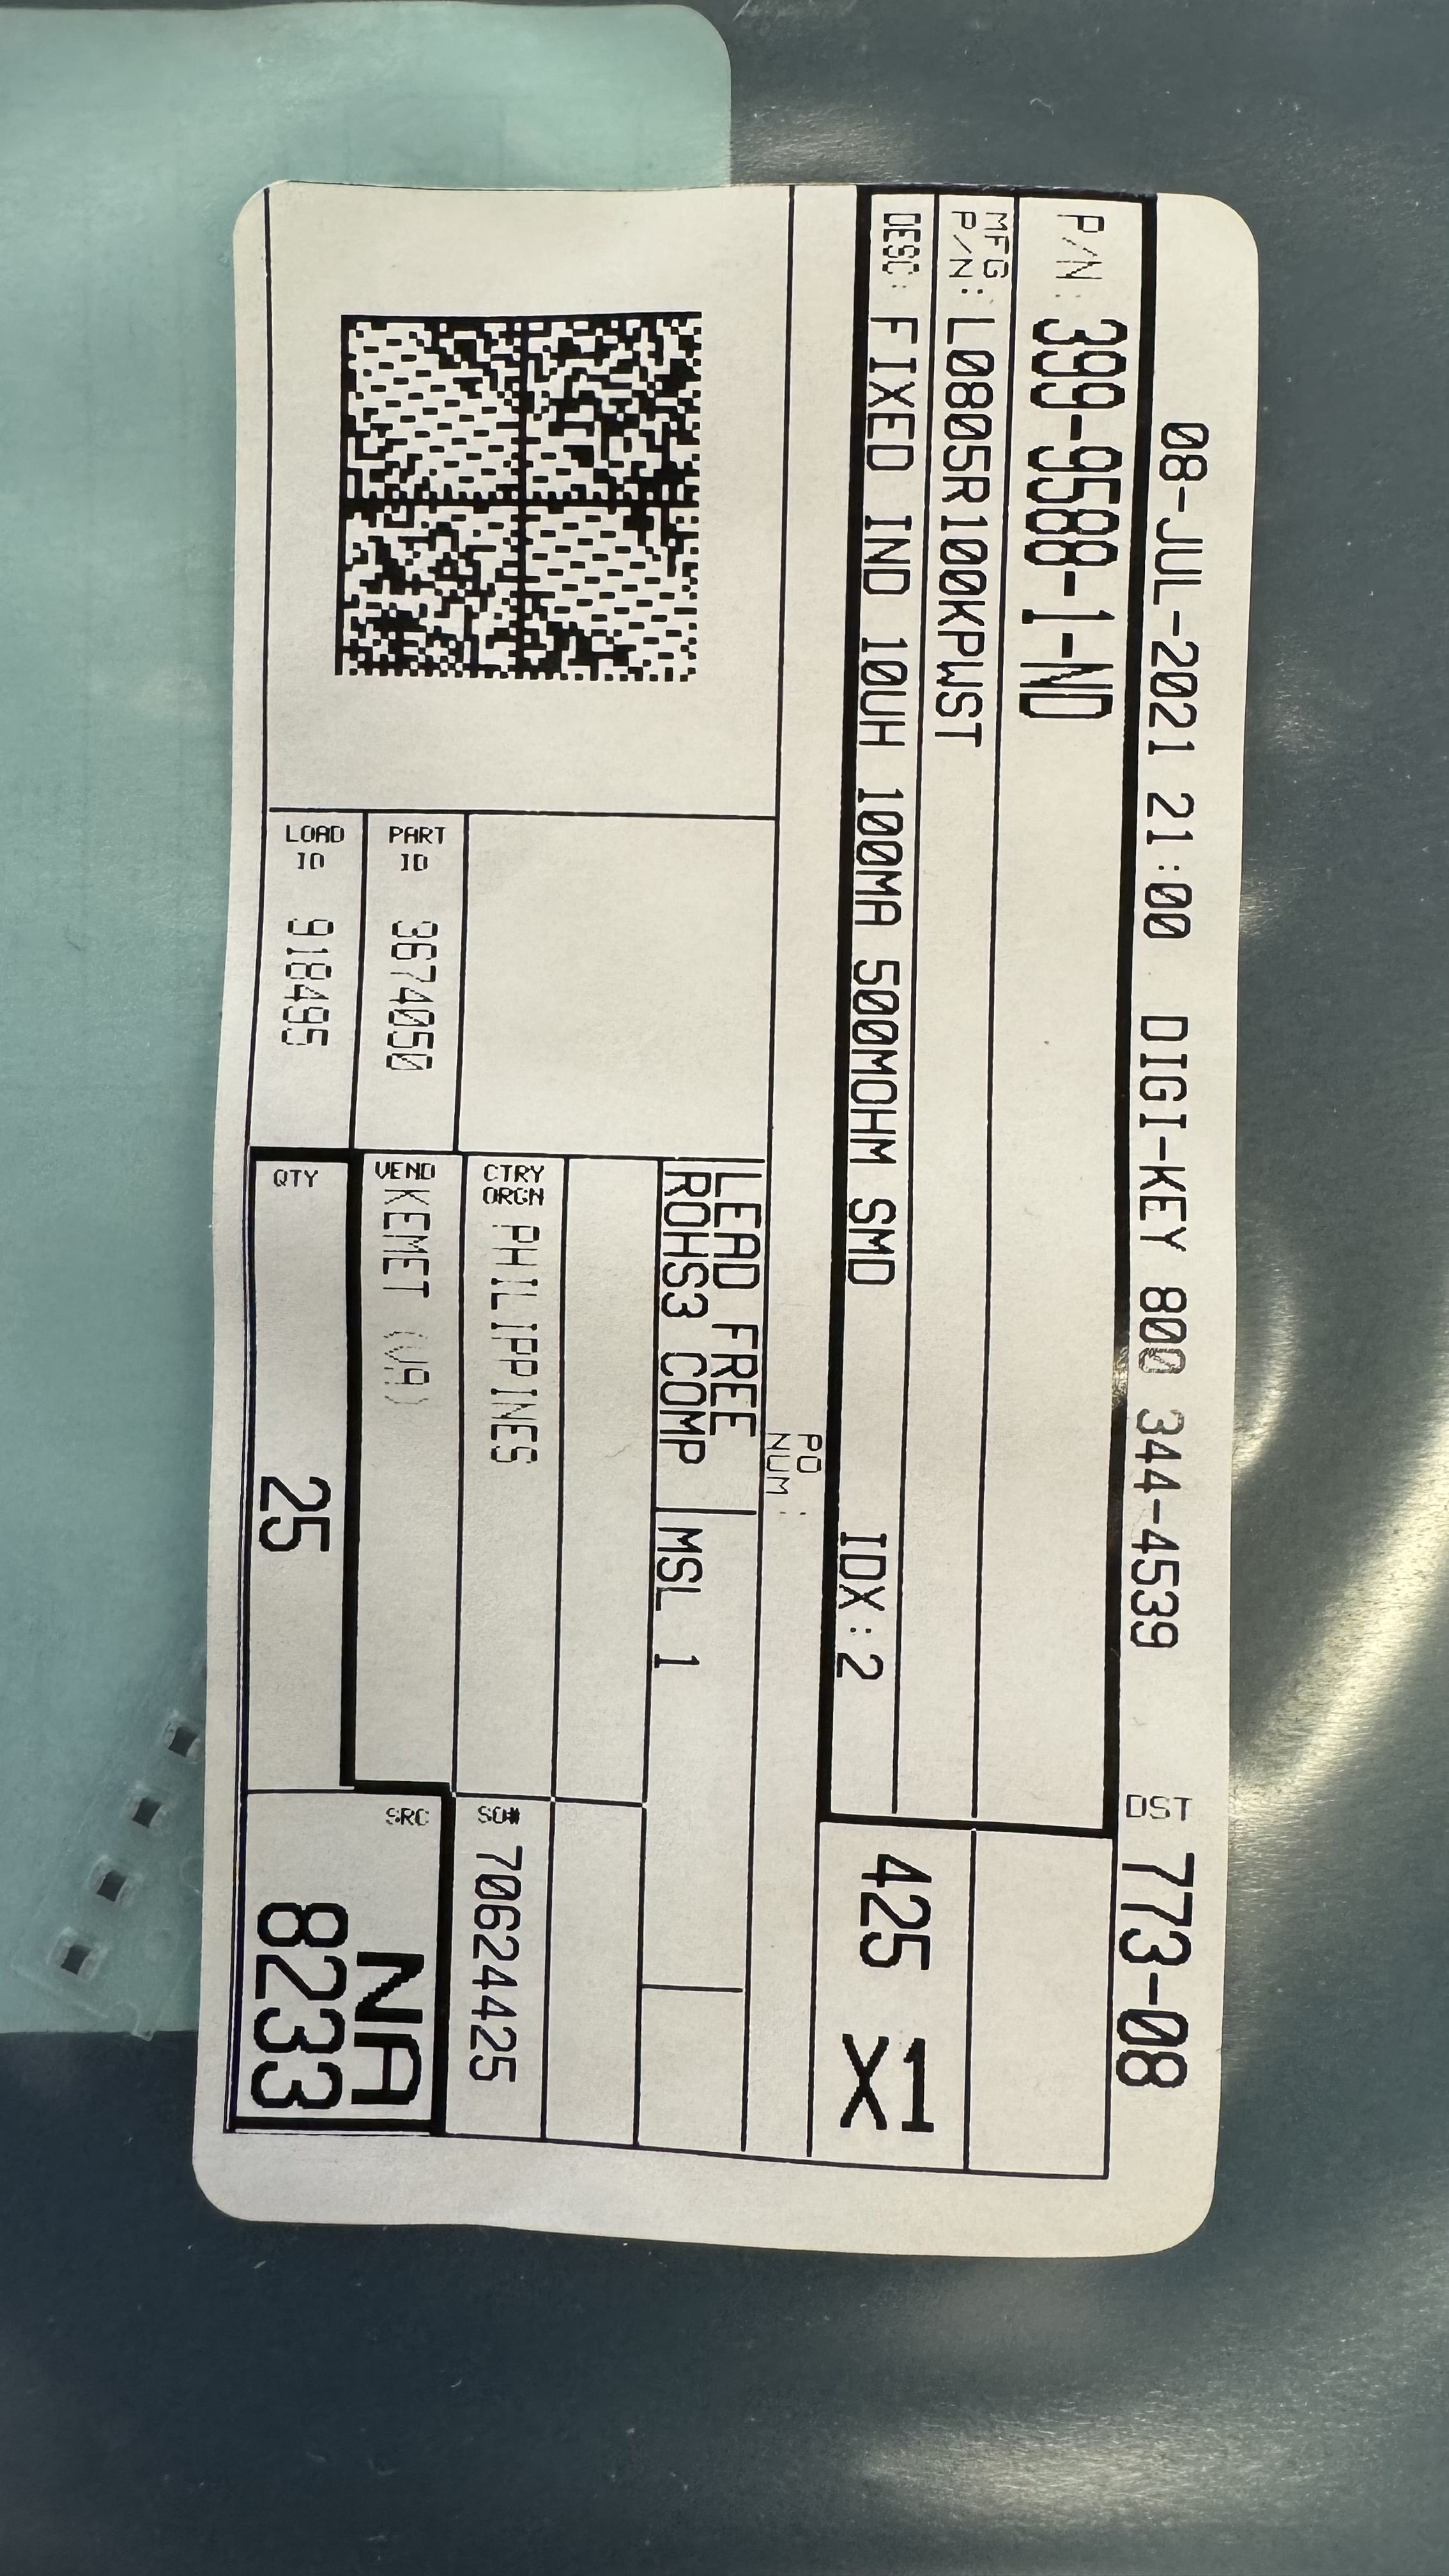 08-JUL-2021 21:00 DIGI-KEY 800 344-4539 DST 773-08
P/N: 399-9588-1-ND
MFG
P/N: L0805R100KPWST
DESC: FIXED IND 10UH 100MA 500MOHM SMD IDX:2
425 X1
PO
NUM:
LEAD FREE
ROHS3 COMP MSL 1
CTRY
ORGN PHILIPPINES
SO# 70624425
PART
ID 3674050
VEND KEMET (VA)
LOAD
ID 918495
QTY 25
SRC NA
8233